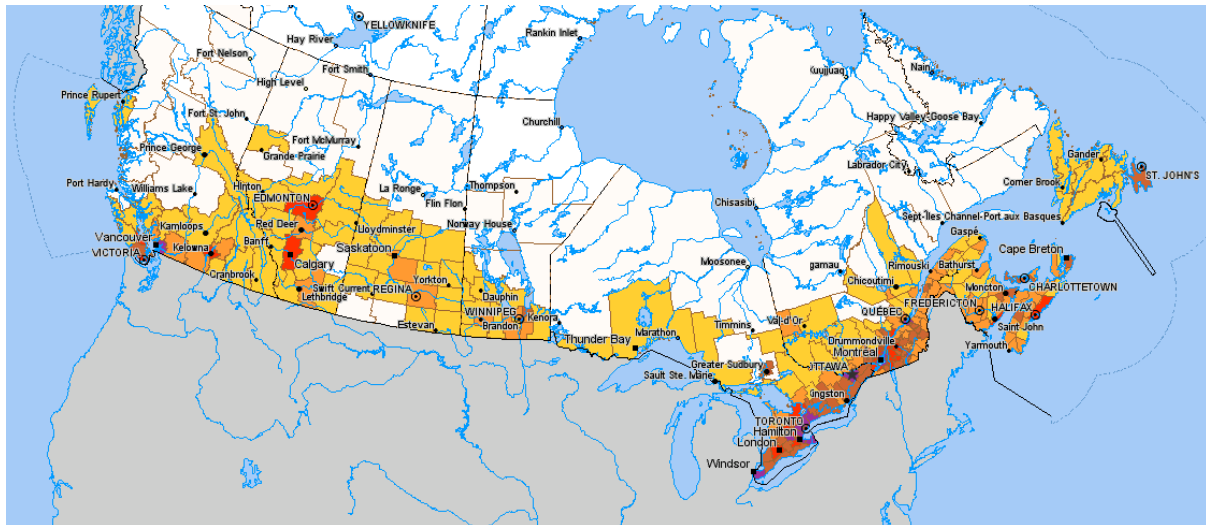 YELLOWKNIFE
Rankin Inlet
Hay River
Fort Nelson
Fort Smith
Kuujjuaq
Nain
High Level
Prince Rupert
Fort St. John
Churchill
Happy Valley-Goose Bay
Fort McMurray
Prince George
Grande Prairie
Gander
Labrador City
ST. JOHN'S
Port Hardy
Williams Lake
Hinton
La Ronge
Thompson
Corner Brook
EDMONTON
Flin Flon
Chisasibi
Kamloops
Red Deer
Lloydminster
Norway House
Sept-Îles
Channel-Port aux Basques
Vancouver
Banff
Saskatoon
Gaspé
VICTORIA
Kelowna
Calgary
Moosonee
gamau
Rimouski
Bathurst
Cape Breton
Cranbrook
Swift Current
REGINA
Yorkton
Chicoutimi
Moncton
CHARLOTTETOWN
Lethbridge
Dauphin
FREDERICTON
HALIFAX
WINNIPEG
Kenora
QUÉBEC
Estevan
Brandon
Timmins
Val-d'Or
Saint John
Thunder Bay
Marathon
Drummondville
Yarmouth
Montréal
Greater Sudbury
OTTAWA
Sault Ste. Marie
ingston
TORONTO
Hamilton
London
Windsor